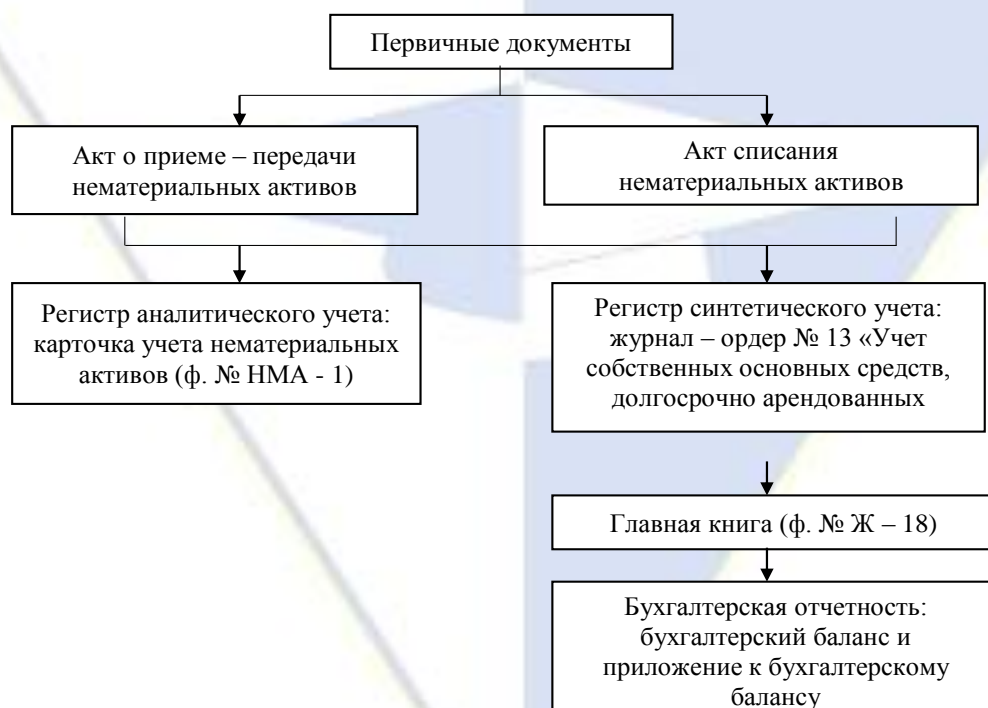 Первичные документы
Акт о приеме – передачи
нематериальных активов
Акт списания
нематериальных активов
Регистр аналитического учета:
карточка учета нематериальных
активов (ф. № НМА - 1)
Регистр синтетического учета:
журнал – ордер № 13 «Учет
собственных основных средств,
долгосрочно арендованных
Главная книга (ф. № Ж – 18)
Бухгалтерская отчетность:
бухгалтерский баланс и
приложение к бухгалтерскому
балансу